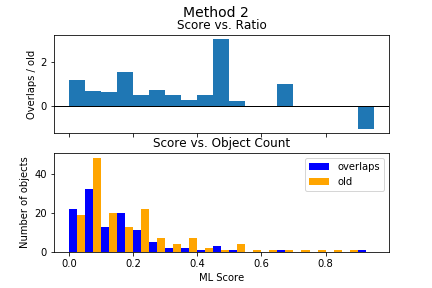 Method 2
Score vs. Ratio
Overlaps / old
2
0
Score vs. Object Count
Number of objects
40
20
0
overlaps
old
0.0 0.2 0.4 0.6 0.8
ML Score